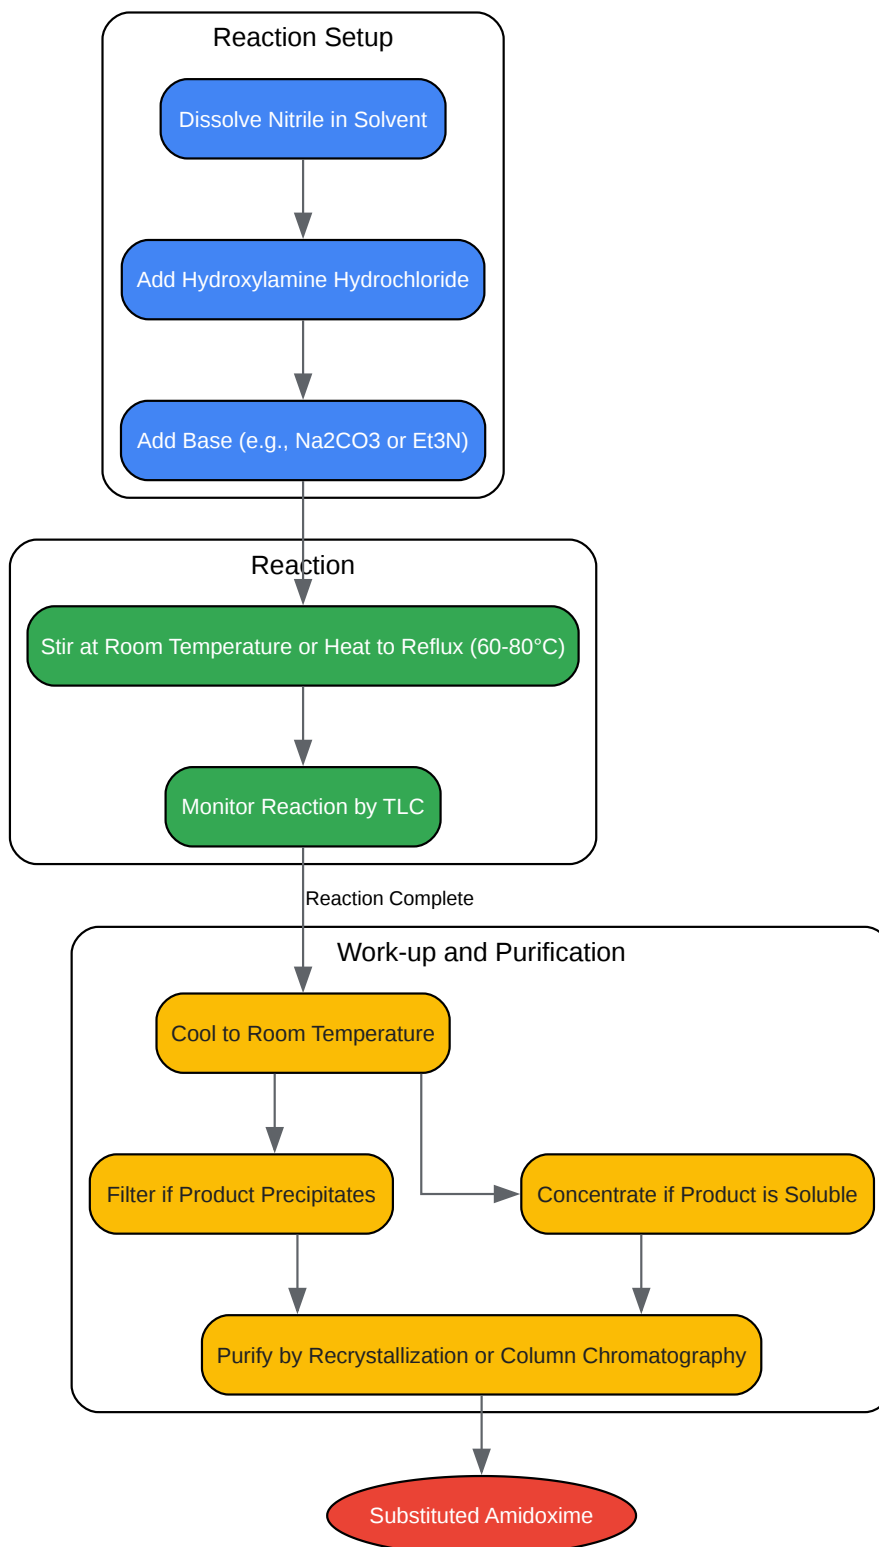 Reaction Setup
Dissolve Nitrile in Solvent
Add Hydroxylamine Hydrochloride
Add Base (e.g., Na2CO3 or Et3N)
Reaction
Stir at Room Temperature or Heat to Reflux (60-80°C)
Monitor Reaction by TLC
Reaction Complete
Work-up and Purification
Cool to Room Temperature
Filter if Product Precipitates
Concentrate if Product is Soluble
Purify by Recrystallization or Column Chromatography
Substituted Amidoxime